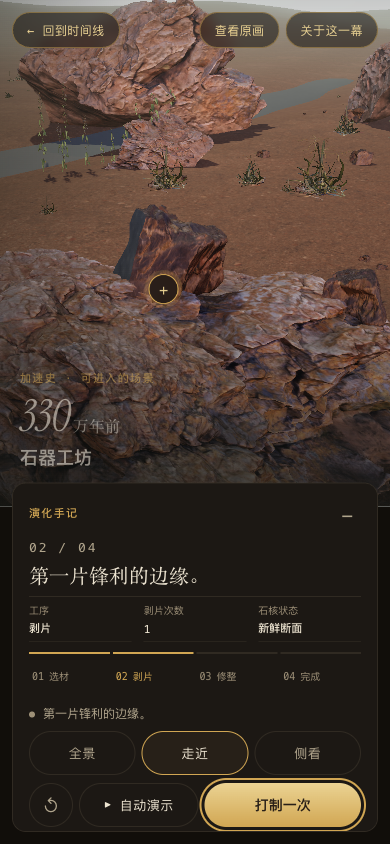 ← 回到时间线
查看原画
关于这一幕
+
加速史 · 可进入的场景
330万年前
石器工坊
演化手记
—
02 / 04
第一片锋利的边缘。
工序
剥片次数
石核状态
剥片
1
新鲜断面
01 选材
02 剥片
03 修整
04 完成
第一片锋利的边缘。
全景
走近
侧看
自动演示
打制一次